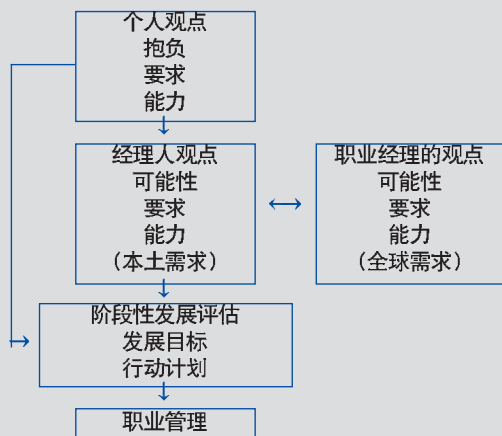 个人观点
抱负
要求
能力
经理人观点
可能性
要求
能力
（本土需求）
职业经理的观点
可能性
要求
能力
（全球需求）
阶段性发展评估
发展目标
行动计划
职业管理